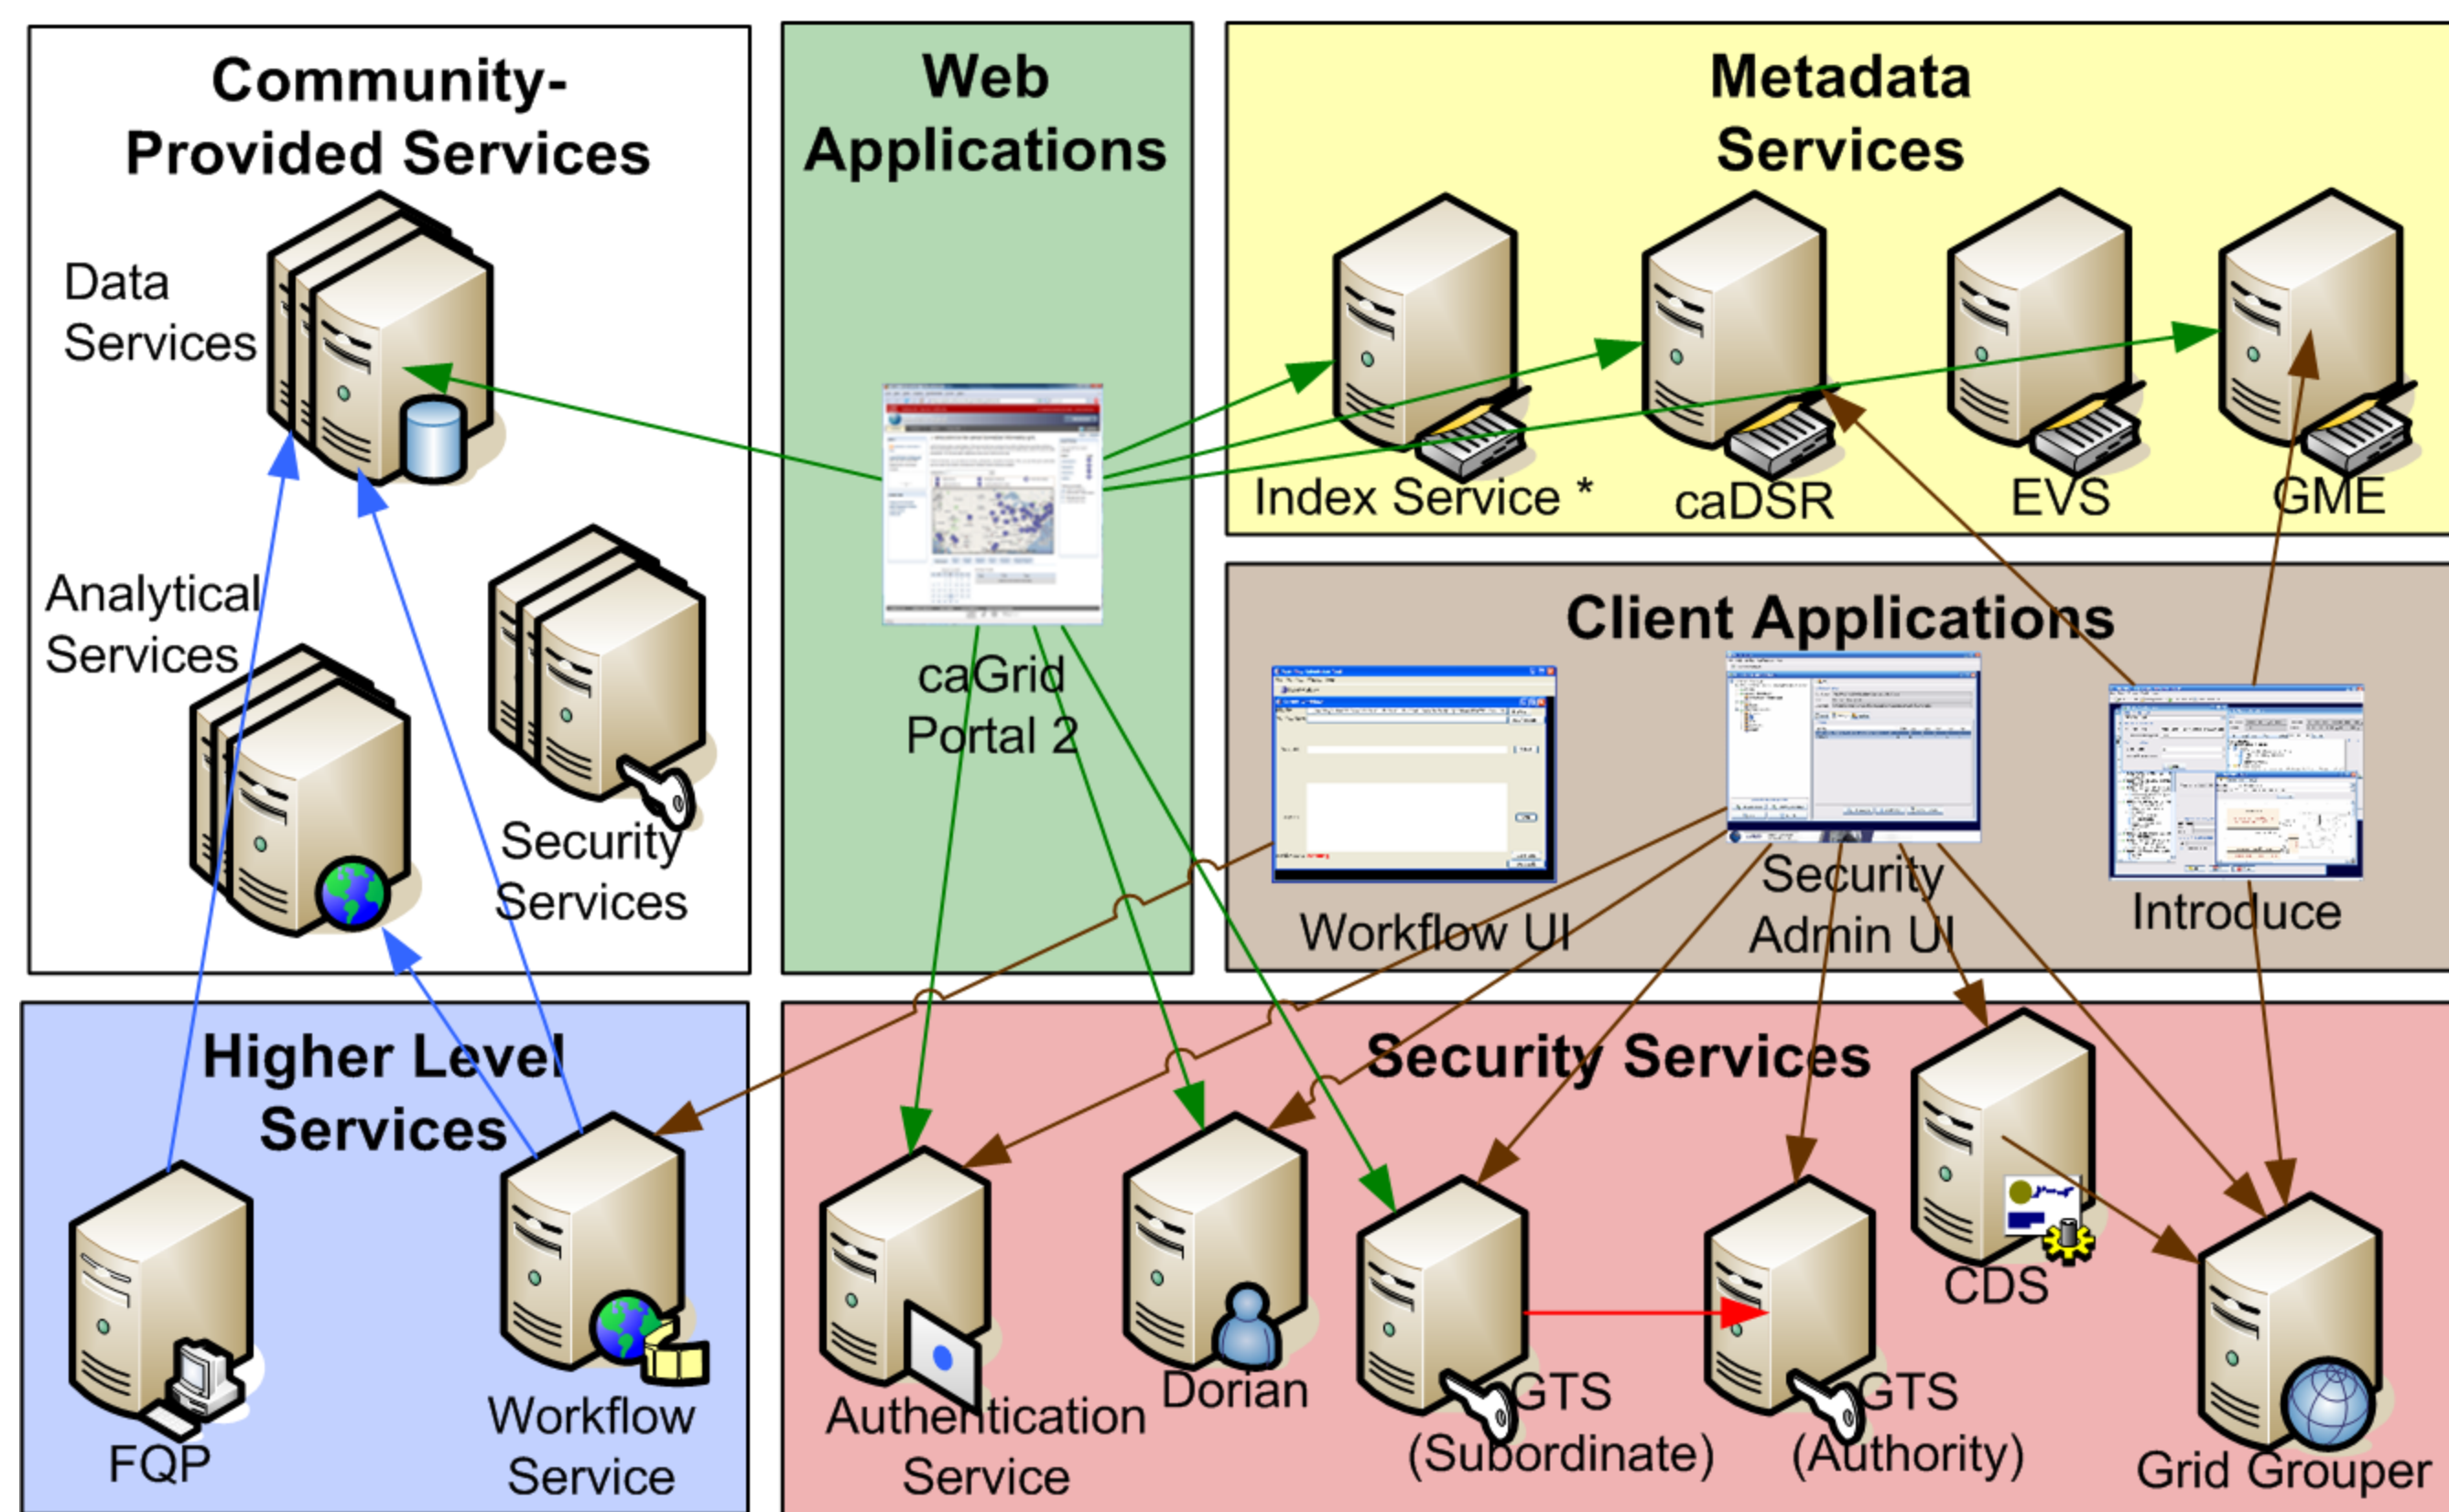 Community-
Provided Services
Data
Services
Analytical
Services
Security
Services
Web
Applications
caGrid
Portal 2
Metadata
Services
Index Service *
caDSR
EVS
GME
Client Applications
Workflow UI
Security
Admin UI
Introduce
Higher Level
Services
FQP
Workflow
Service
Security Services
Authentication
Service
Dorian
GTS
(Subordinate)
GTS
(Authority)
CDS
Grid Grouper